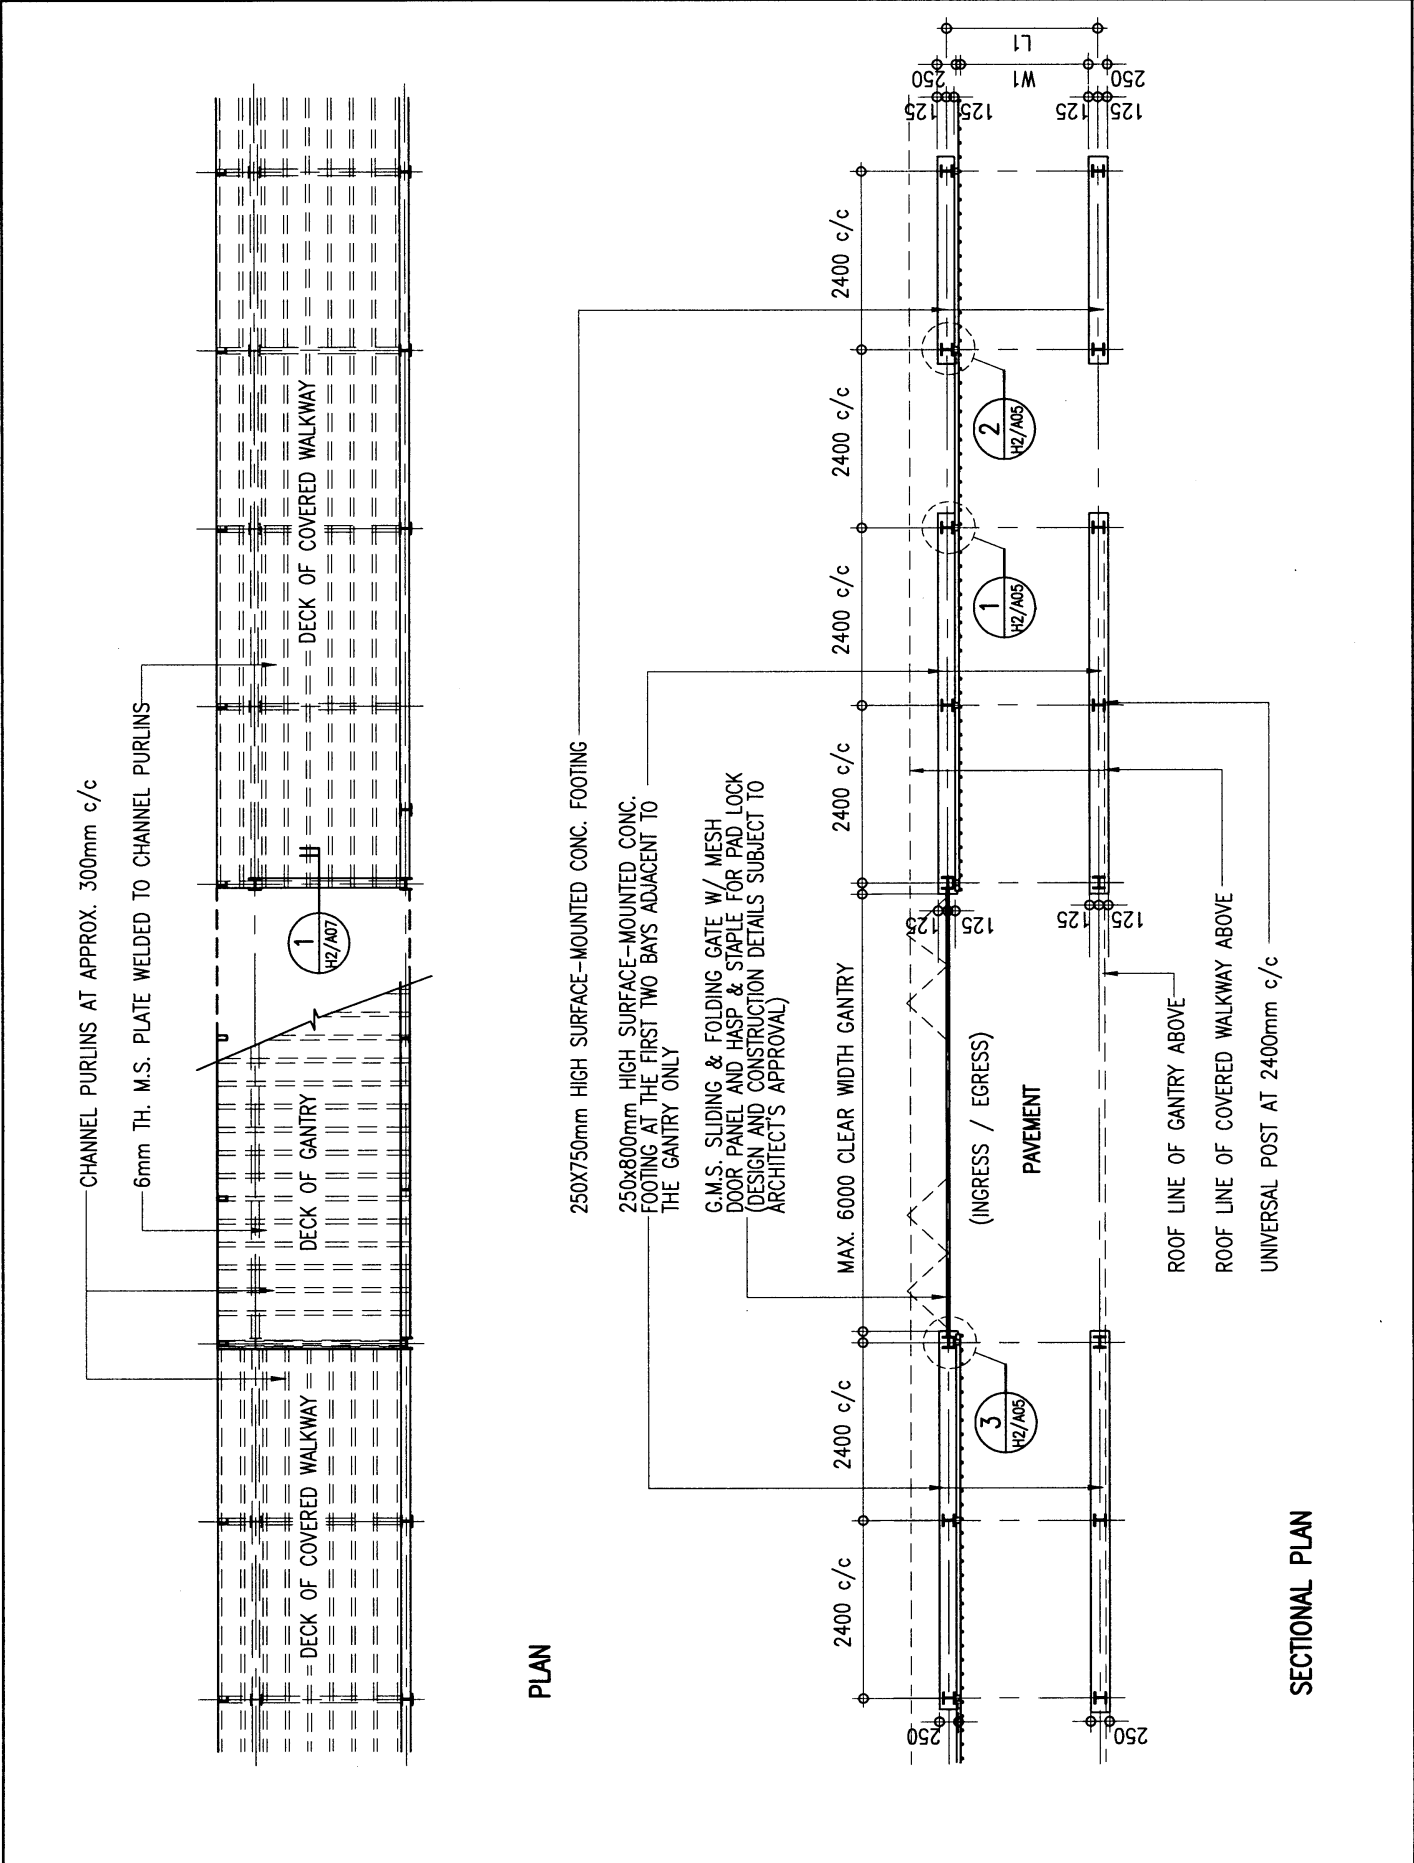 CHANNEL PURLINS AT APPROX. 300mm c/c
6mm TH. M.S. PLATE WELDED TO CHANNEL PURLINS
DECK OF COVERED WALKWAY
DECK OF GANTRY
DECK OF COVERED WALKWAY
1
H2/A07
PLAN
250X750mm HIGH SURFACE-MOUNTED CONC. FOOTING
250x800mm HIGH SURFACE-MOUNTED CONC.
FOOTING AT THE FIRST TWO BAYS ADJACENT TO
THE GANTRY ONLY
G.M.S. SLIDING & FOLDING GATE W/ MESH
DOOR PANEL AND HASP & STAPLE FOR PAD LOCK
(DESIGN AND CONSTRUCTION DETAILS SUBJECT TO
ARCHITECT'S APPROVAL)
2400 c/c
2400 c/c
MAX. 6000 CLEAR WIDTH GANTRY
2400 c/c
2400 c/c
2400 c/c
2400 c/c
250
125
125
125
125
250
125
125
250
W1
L1
125
125
250
3
H2/A05
1
H2/A05
2
H2/A05
(INGRESS / EGRESS)
PAVEMENT
ROOF LINE OF GANTRY ABOVE
ROOF LINE OF COVERED WALKWAY ABOVE
UNIVERSAL POST AT 2400mm c/c
250
SECTIONAL PLAN